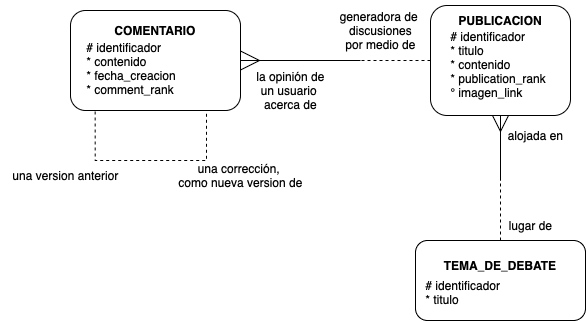 COMENTARIO
# identificador
* contenido
* fecha_creacion
* comment_rank
generadora de
discusiones
por medio de
la opinión de
un usuario
acerca de
PUBLICACION
# identificador
* titulo
* contenido
* publication_rank
° imagen_link
una version anterior
una corrección,
como nueva version de
alojada en
lugar de
TEMA_DE_DEBATE
# identificador
* titulo